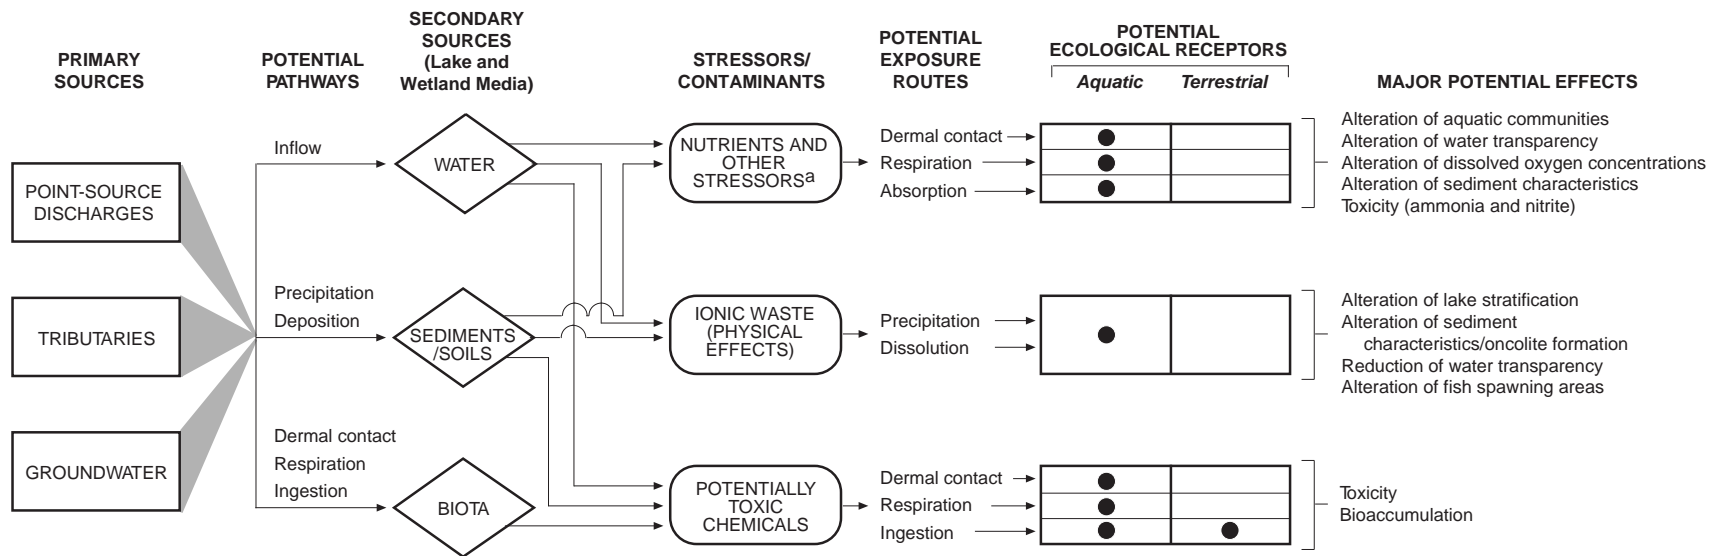 PRIMARY
SOURCES
POTENTIAL
PATHWAYS
SECONDARY
SOURCES
(Lake and
Wetland Media)
STRESSORS/
CONTAMINANTS
POTENTIAL
EXPOSURE
ROUTES
POTENTIAL
ECOLOGICAL RECEPTORS
Aquatic
Terrestrial
MAJOR POTENTIAL EFFECTS
POINT-SOURCE
DISCHARGES
TRIBUTARIES
GROUNDWATER
Inflow
Precipitation
Deposition
Dermal contact
Respiration
Ingestion
WATER
SEDIMENTS
/SOILS
BIOTA
NUTRIENTS AND
OTHER
STRESSORSa
IONIC WASTE
(PHYSICAL
EFFECTS)
POTENTIALLY
TOXIC
CHEMICALS
Dermal contact
Respiration
Absorption
Precipitation
Dissolution
Dermal contact
Respiration
Ingestion
Alteration of aquatic communities
Alteration of water transparency
Alteration of dissolved oxygen concentrations
Alteration of sediment characteristics
Toxicity (ammonia and nitrite)
Alteration of lake stratification
Alteration of sediment
characteristics/oncolite formation
Reduction of water transparency
Alteration of fish spawning areas
Toxicity
Bioaccumulation